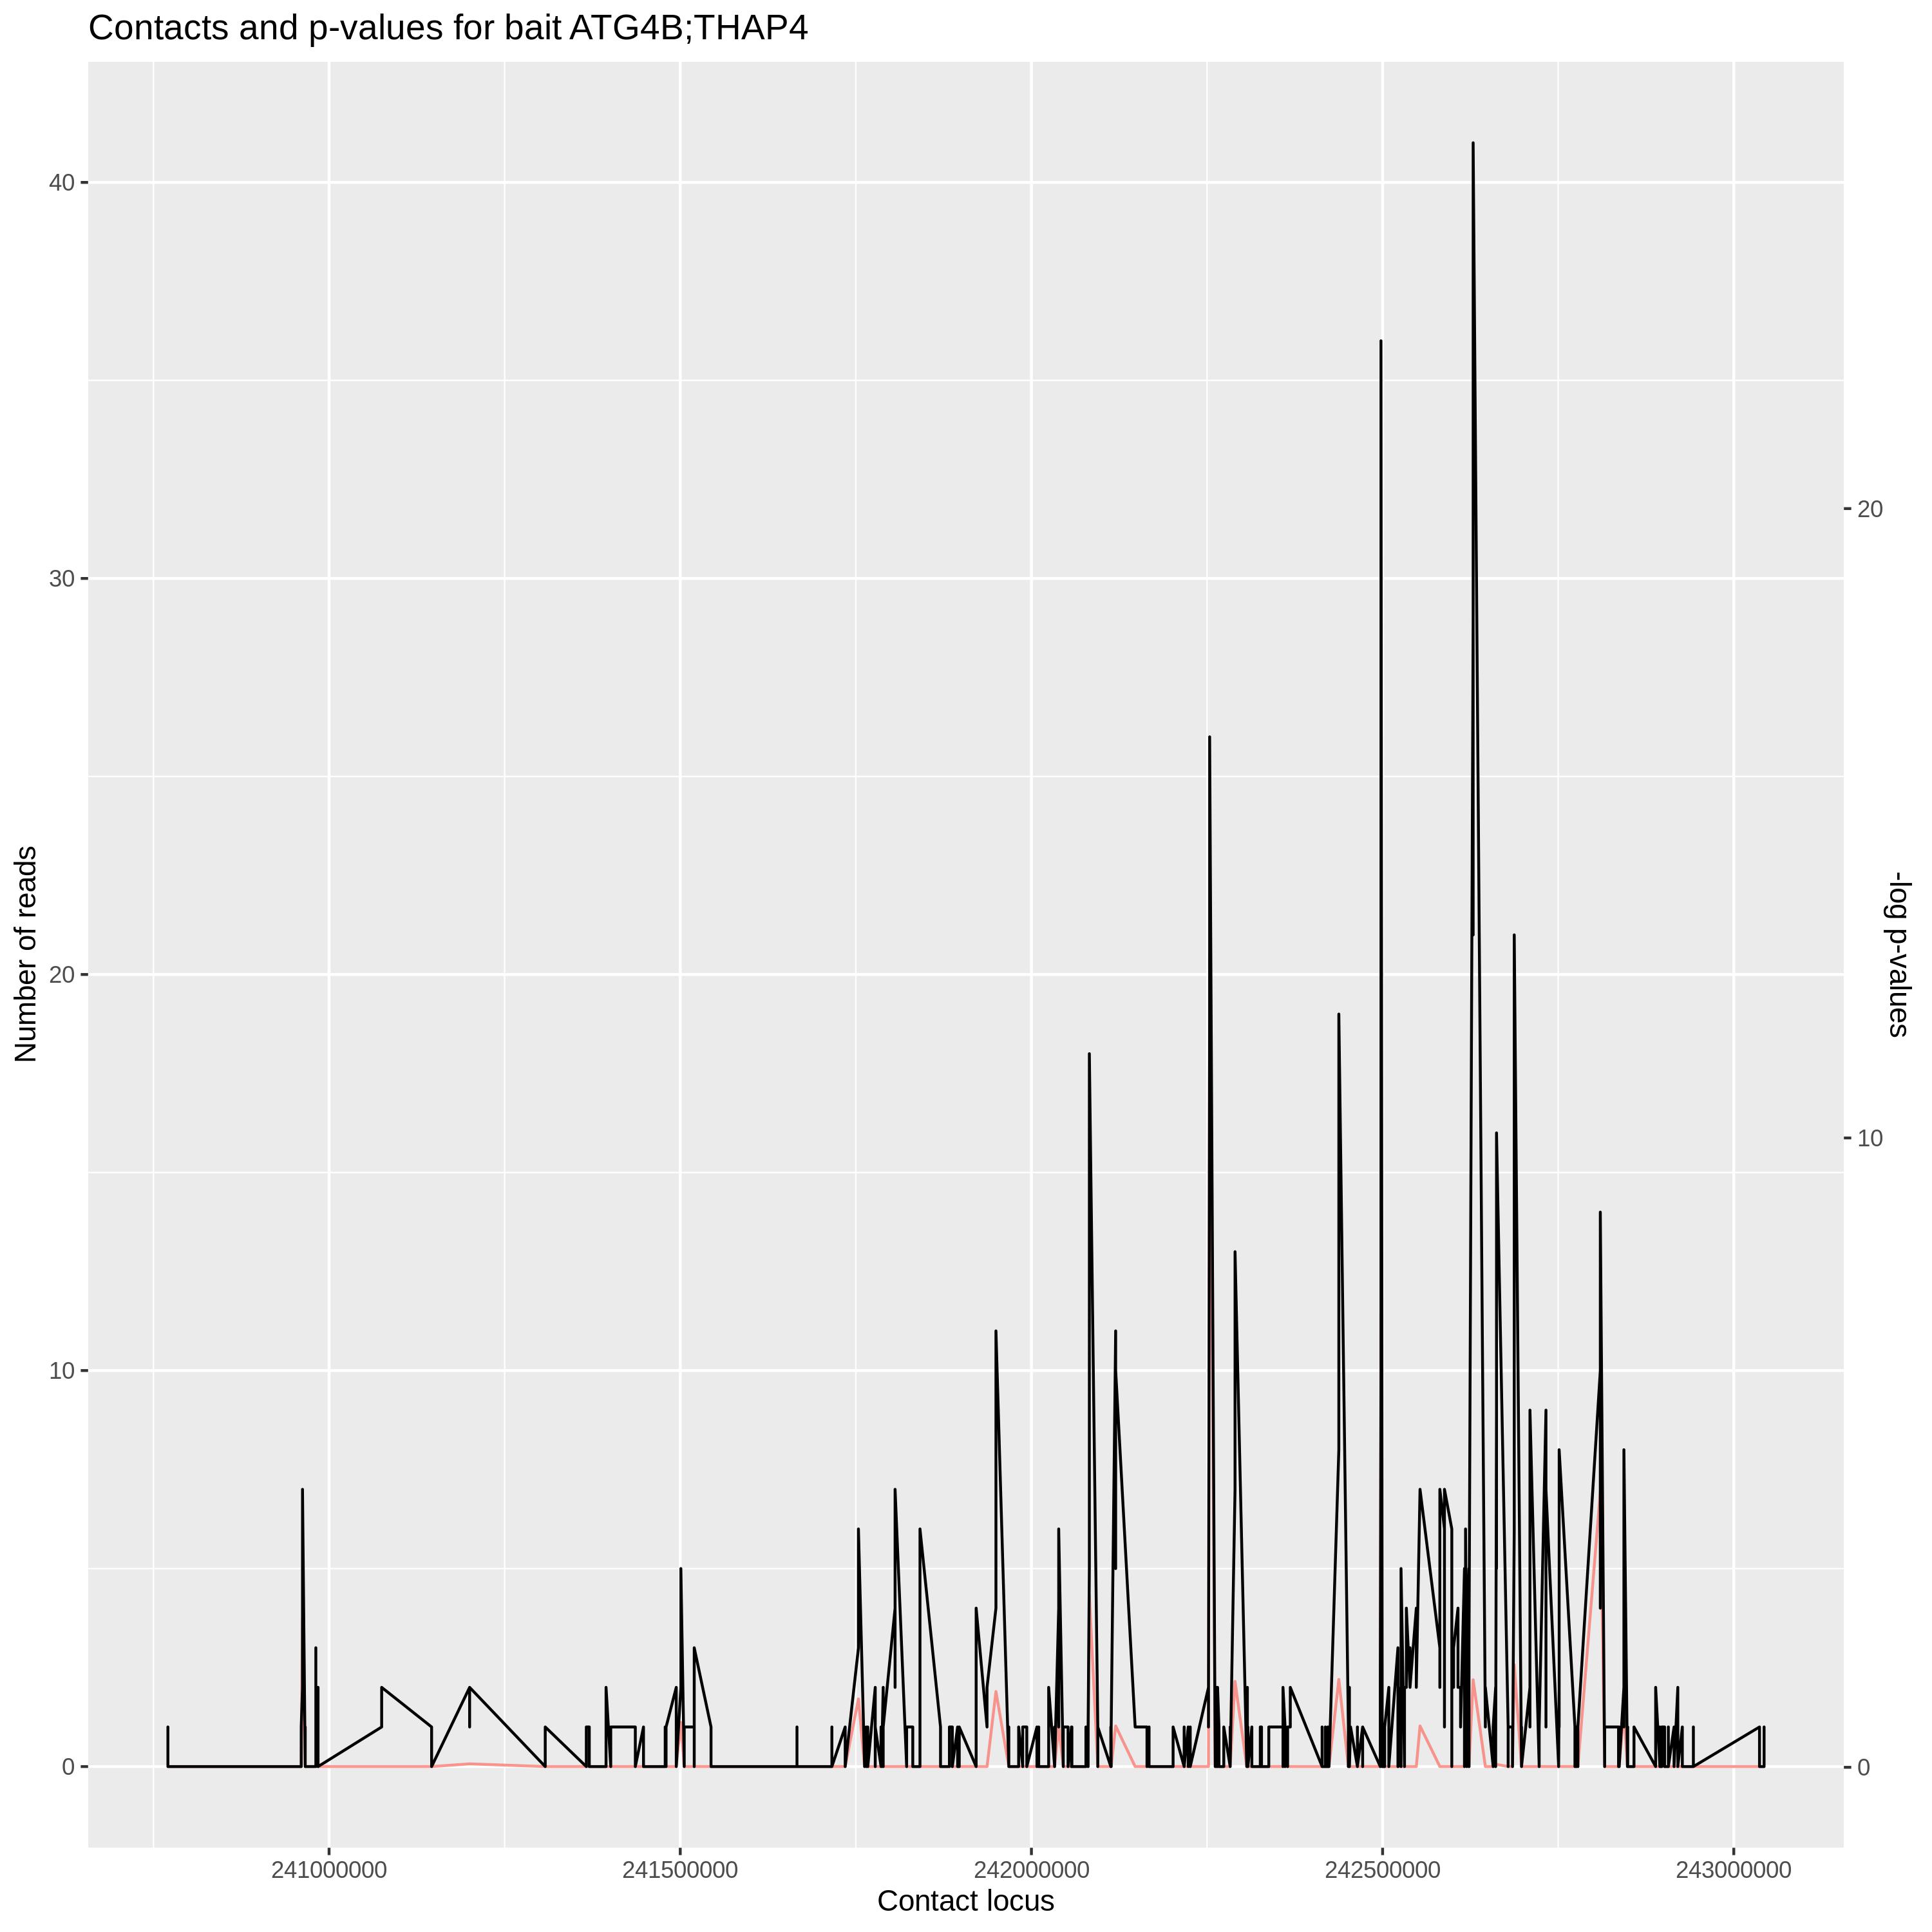 Contacts and p-values for bait ATG4B;THAP4
40
30
20
10
0
Number of reads
20
10
0
-log p-values
241000000 241500000 242000000 242500000 243000000
Contact locus